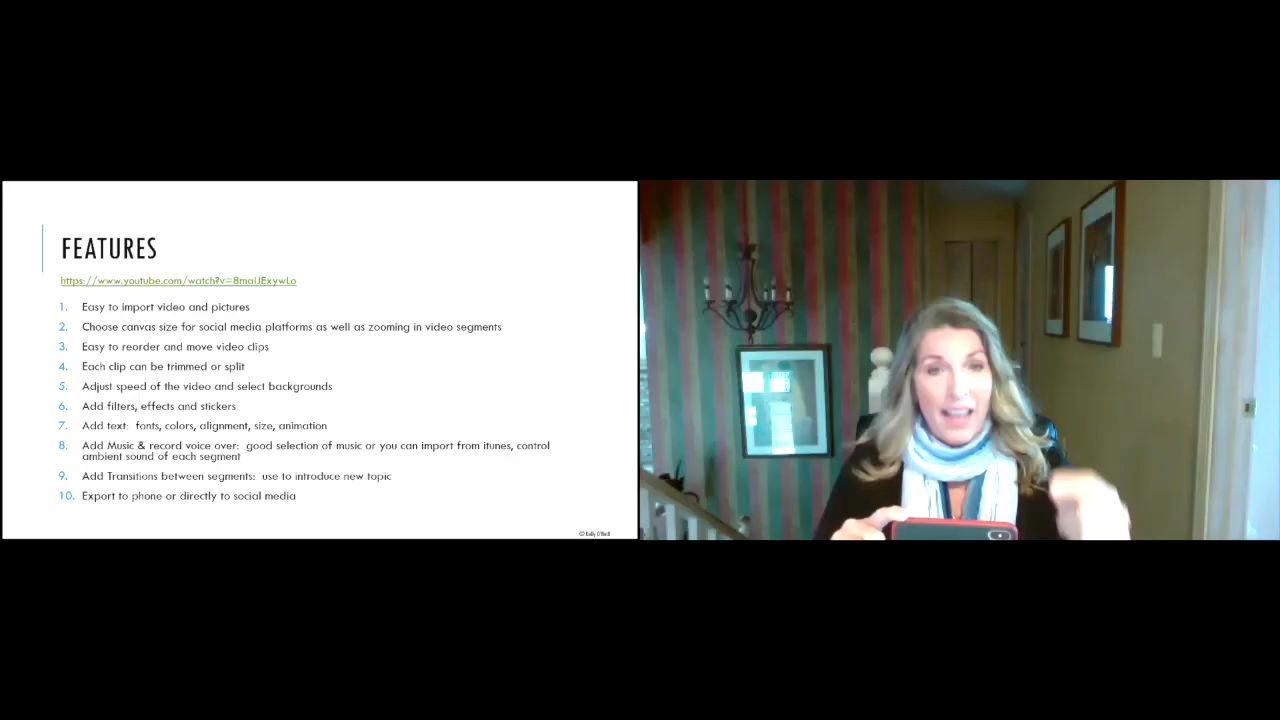 FEATURES
https://www.youtube.com/watch?v=8maIJExywLo
1. Easy to import video and pictures
2. Choose canvas size for social media platforms as well as zooming in video segments
3. Easy to reorder and move video clips
4. Each clip can be trimmed or split
5. Adjust speed of the video and select backgrounds
6. Add filters, effects and stickers
7. Add text: fonts, colors, alignment, size, animation
8. Add Music & record voice over: good selection of music or you can import from itunes, control
ambient sound of each segment
9. Add Transitions between segments: use to introduce new topic
10. Export to phone or directly to social media
© Kelly O'Neil